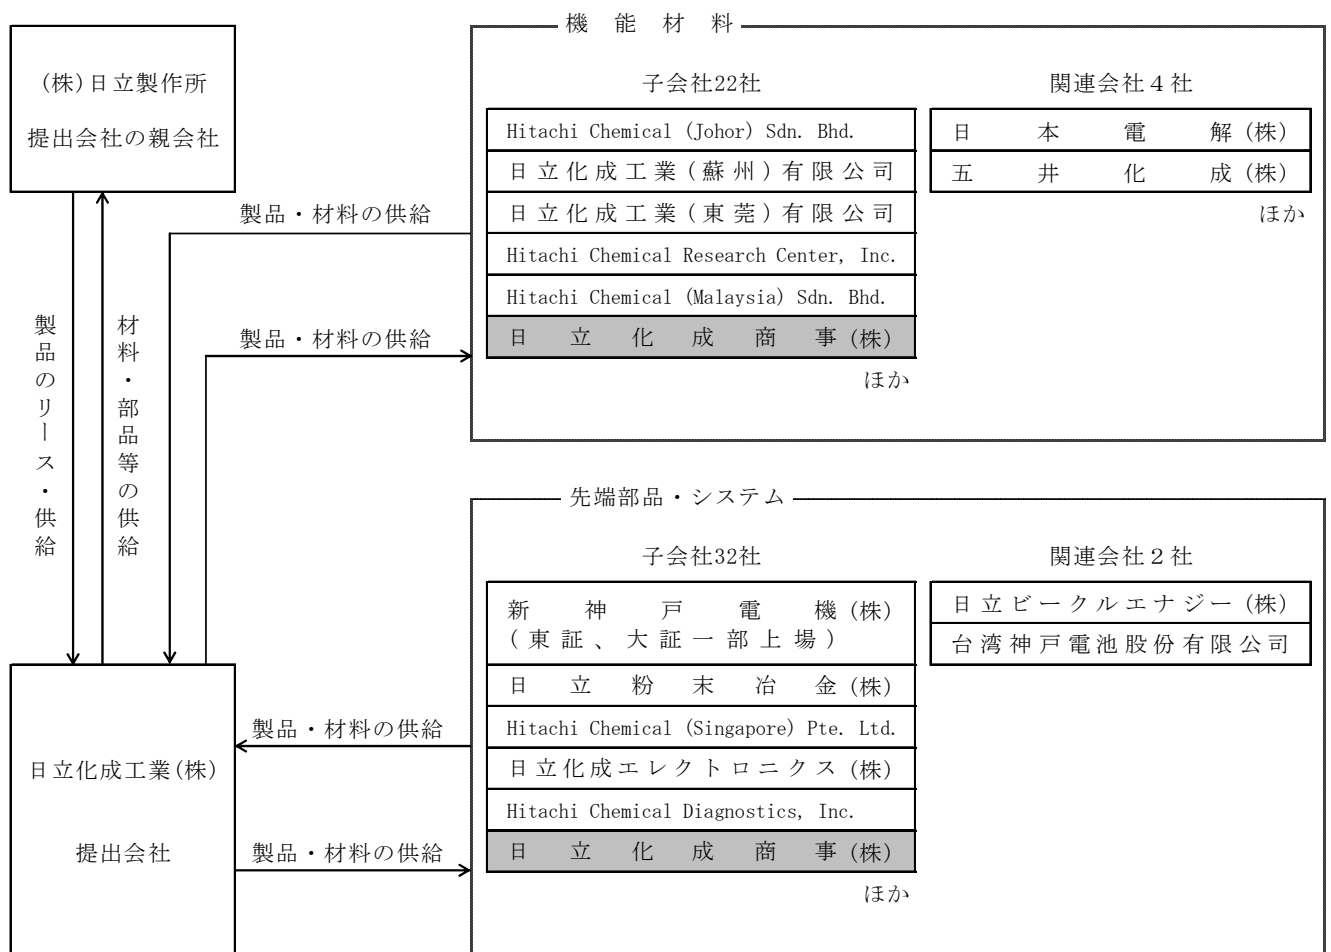 (株)日立製作所
提出会社の親会社
製品のリース・供給
材料・部品等の供給
製品・材料の供給
製品・材料の供給
機能材料
子会社22社
Hitachi Chemical (Johor) Sdn. Bhd.
日立化成工業(蘇州)有限公司
日立化成工業(東莞)有限公司
Hitachi Chemical Research Center, Inc.
Hitachi Chemical (Malaysia) Sdn. Bhd.
日立化成商事(株)
ほか
関連会社4社
日本電解(株)
五井化成(株)
ほか
先端部品・システム
子会社32社
新神戸電機(株)
(東証、大証一部上場)
日立粉末冶金(株)
Hitachi Chemical (Singapore) Pte. Ltd.
日立化成エレクトロニクス(株)
Hitachi Chemical Diagnostics, Inc.
日立化成商事(株)
ほか
関連会社2社
日立ビークルエナジー(株)
台湾神戸電池股份有限公司
製品・材料の供給
製品・材料の供給
日立化成工業(株)
提出会社